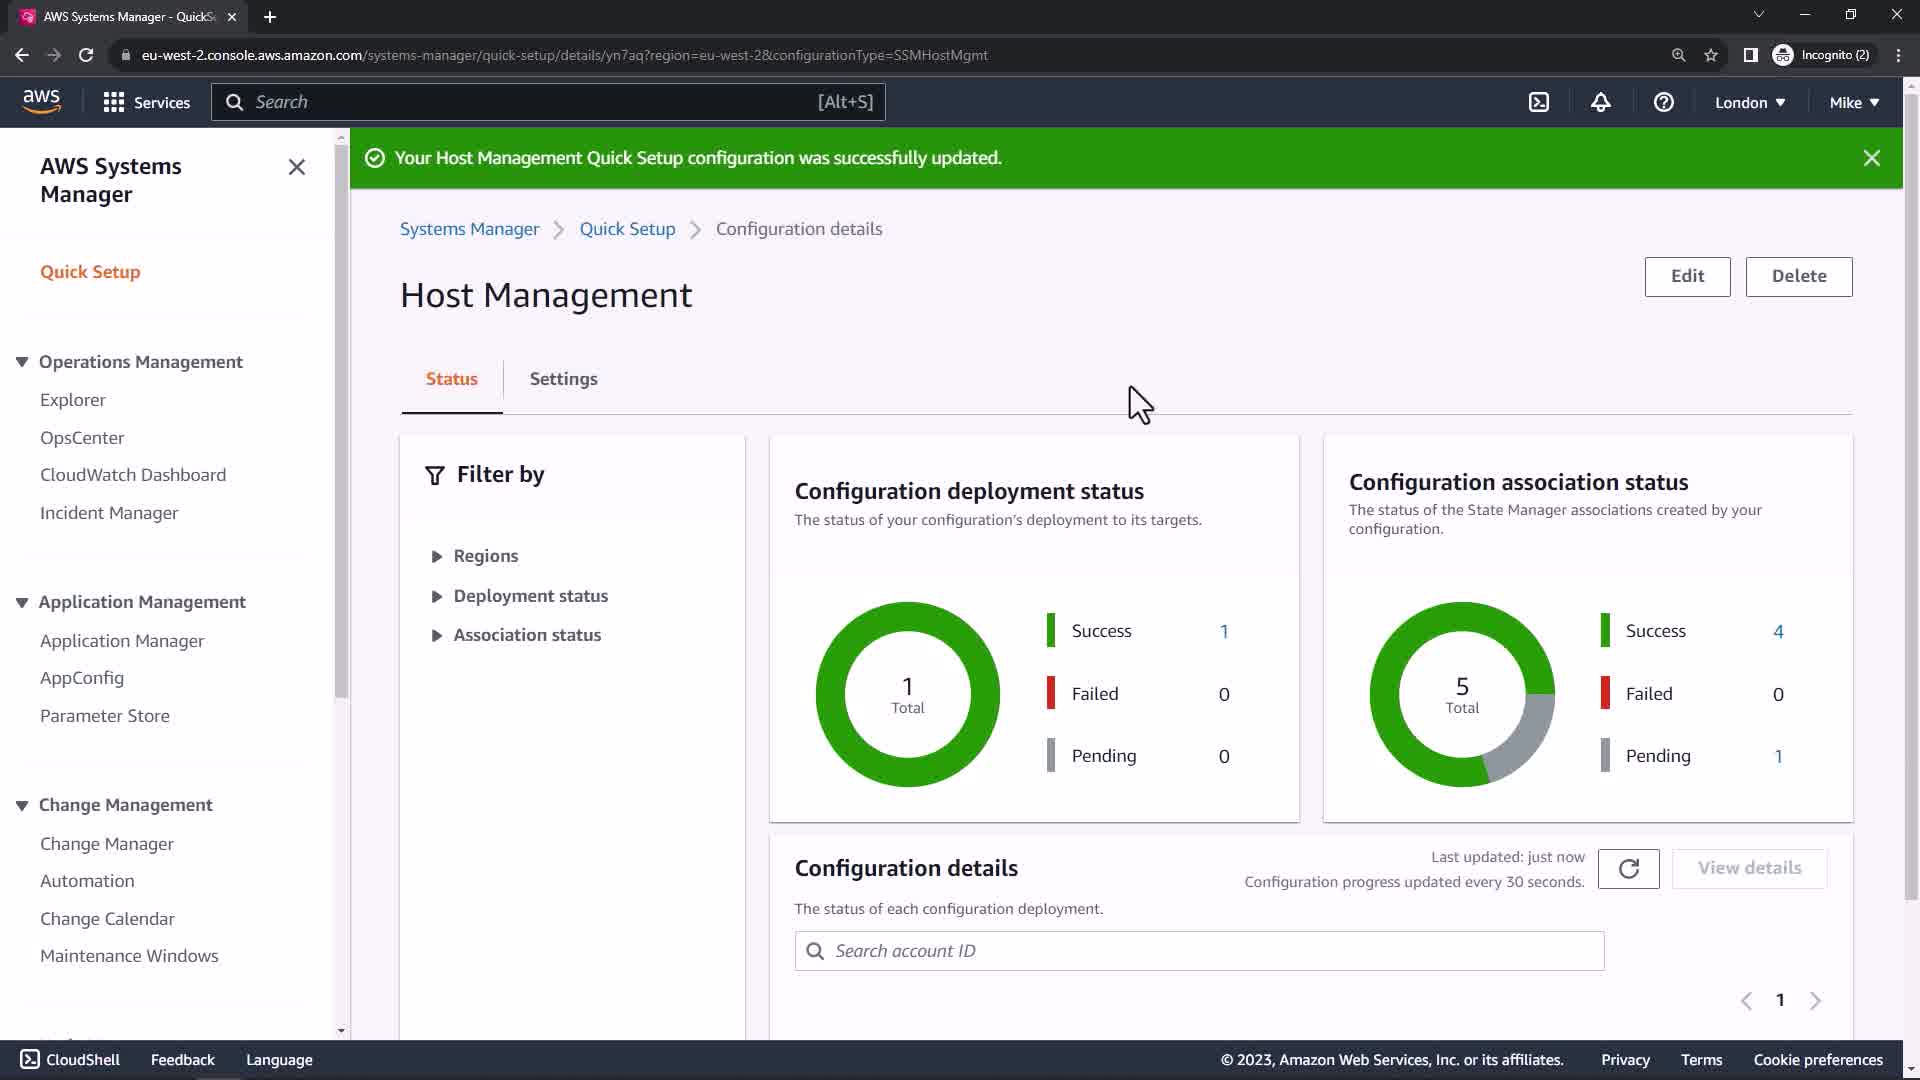 AWS Systems Manager - QuickS
eu-west-2.console.aws.amazon.com/systems-manager/quick-setup/details/yn7aq?region=eu-west-2&configurationType=SSMHostMgmt
Incognito (2)
aws
Services
Search
[Alt+S]
London
Mike
AWS Systems
Manager
Quick Setup
Operations Management
Explorer
OpsCenter
CloudWatch Dashboard
Incident Manager
Application Management
Application Manager
AppConfig
Parameter Store
Change Management
Change Manager
Automation
Change Calendar
Maintenance Windows
Your Host Management Quick Setup configuration was successfully updated.
Systems Manager
Quick Setup
Configuration details
Host Management
Edit
Delete
Status
Settings
Filter by
Regions
Deployment status
Association status
Configuration deployment status
The status of your configuration's deployment to its targets.
1
Total
Success 1
Failed 0
Pending 0
Configuration association status
The status of the State Manager associations created by your
configuration.
5
Total
Success 4
Failed 0
Pending 1
Configuration details
Last updated: just now
Configuration progress updated every 30 seconds.
View details
The status of each configuration deployment.
Search account ID
1
CloudShell
Feedback
Language
© 2023, Amazon Web Services, Inc. or its affiliates.
Privacy
Terms
Cookie preferences